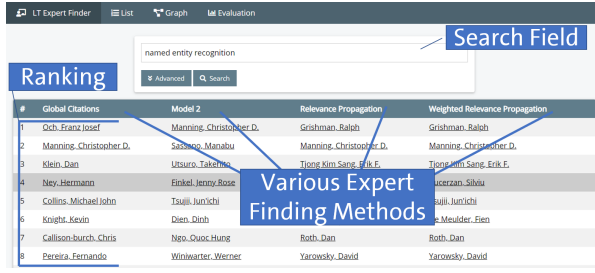 LT Expert Finder List Graph Evaluation
named entity recognition
Search Field
Advanced Search
Ranking
# Global Citations Model 2 Relevance Propagation Weighted Relevance Propagation
1 Och, Franz Josef Manning, Christopher D. Grishman, Ralph Grishman, Ralph
2 Manning, Christopher D. Sassano, Manabu Manning, Christopher D. Manning, Christopher D.
3 Klein, Dan Utsuro, Takehito Tjong Kim Sang, Erik F. Tjong Kim Sang, Erik F.
4 Ney, Hermann Finkel, Jenny Rose Silviu
5 Collins, Michael John Tsujii, Jun'ichi Jun'ichi
6 Knight, Kevin Dien, Dinh Meulder, Fien
Various Expert
Finding Methods
7 Callison-burch, Chris Ngo, Quoc Hung Roth, Dan Roth, Dan
8 Pereira, Fernando Winiwarter, Werner Yarowsky, David Yarowsky, David